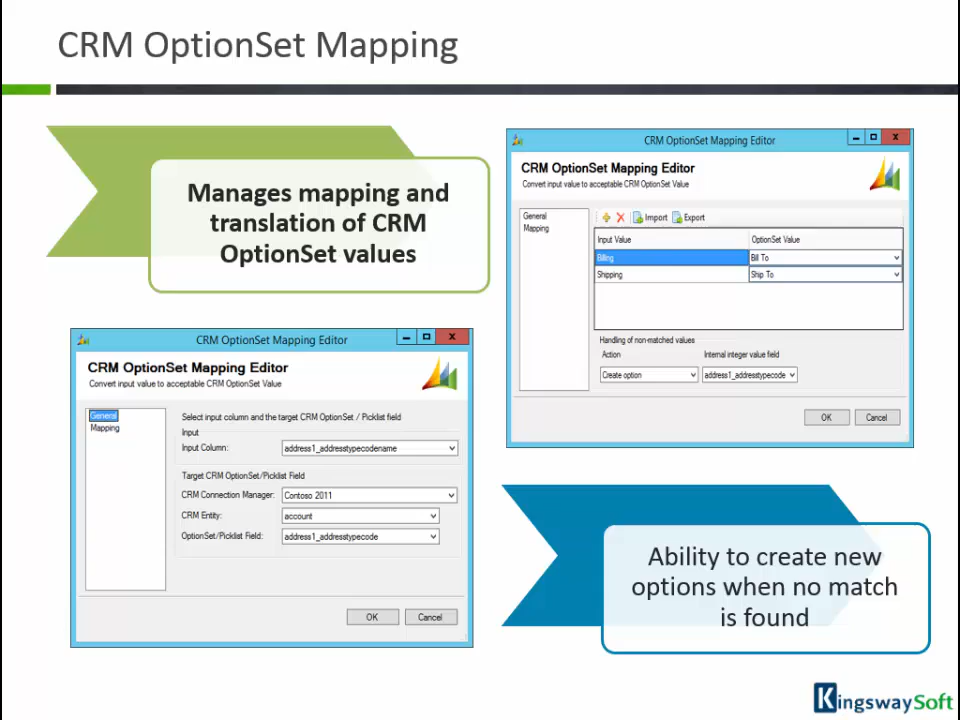 CRM OptionSet Mapping
Manages mapping and
translation of CRM
OptionSet values
CRM OptionSet Mapping Editor
CRM OptionSet Mapping Editor
Convert input value to acceptable CRM OptionSet Value
General
Mapping
Import
Export
Input Value
OptionSet Value
Billing
Bill To
Shipping
Ship To
Handling of non-matched values
Action
Internal integer value field
Create option
address1_addresstypecode
OK
Cancel
CRM OptionSet Mapping Editor
CRM OptionSet Mapping Editor
Convert input value to acceptable CRM OptionSet Value
General
Mapping
Select input column and the target CRM OptionSet / Picklist field
Input
Input Column:
address1_addresstypecodename
Target CRM OptionSet/Picklist Field
CRM Connection Manager:
Contoso 2011
CRM Entity:
account
OptionSet/Picklist Field:
address1_addresstypecode
OK
Cancel
Ability to create new
options when no match
is found
KingswaySoft